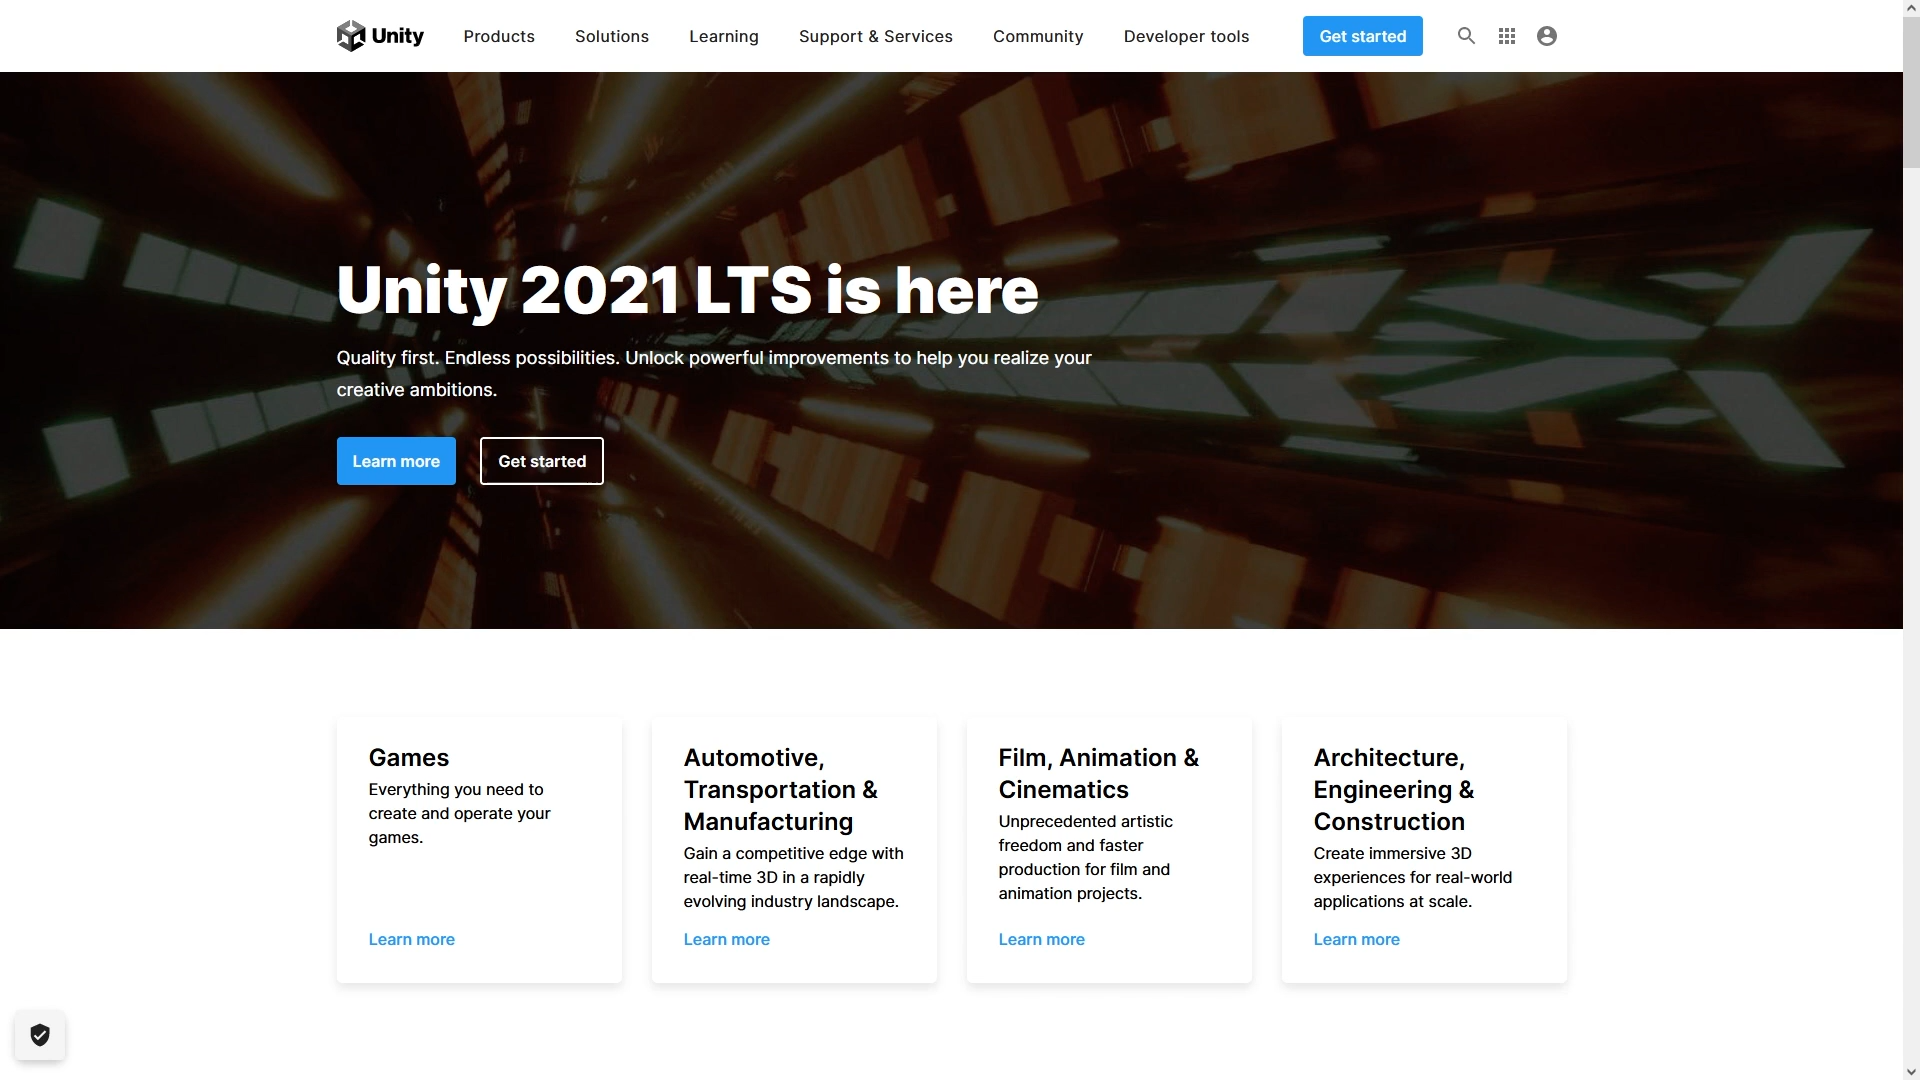 Unity Products Solutions Learning Support & Services Community Developer tools Get started
Unity 2021 LTS is here
Quality first. Endless possibilities. Unlock powerful improvements to help you realize your
creative ambitions.
Learn more Get started
Games
Everything you need to
create and operate your
games.
Learn more
Automotive,
Transportation &
Manufacturing
Gain a competitive edge with
real-time 3D in a rapidly
evolving industry landscape.
Learn more
Film, Animation &
Cinematics
Unprecedented artistic
freedom and faster
production for film and
animation projects.
Learn more
Architecture,
Engineering &
Construction
Create immersive 3D
experiences for real-world
applications at scale.
Learn more